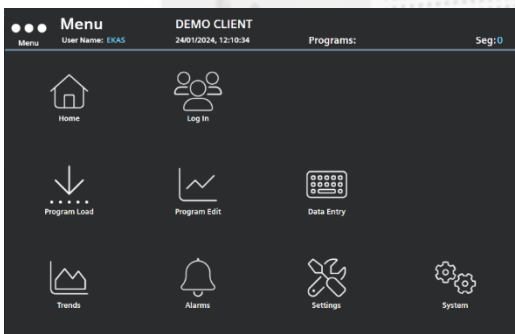 Menu DEMO CLIENT
Menu User Name: EKAS 24/01/2024, 12:10:34 Programs: Seg:0
Home Log In
Program Load Program Edit Data Entry
Trends Alarms Settings System